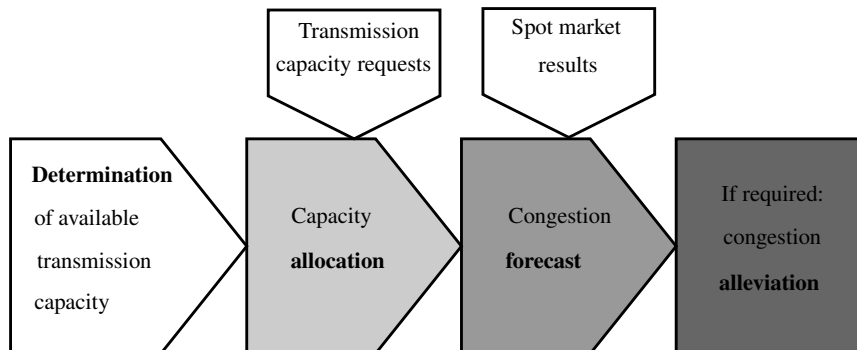 Transmission
capacity requests
Spot market
results
Determination
of available
transmission
capacity
Capacity
allocation
Congestion
forecast
If required:
congestion
alleviation